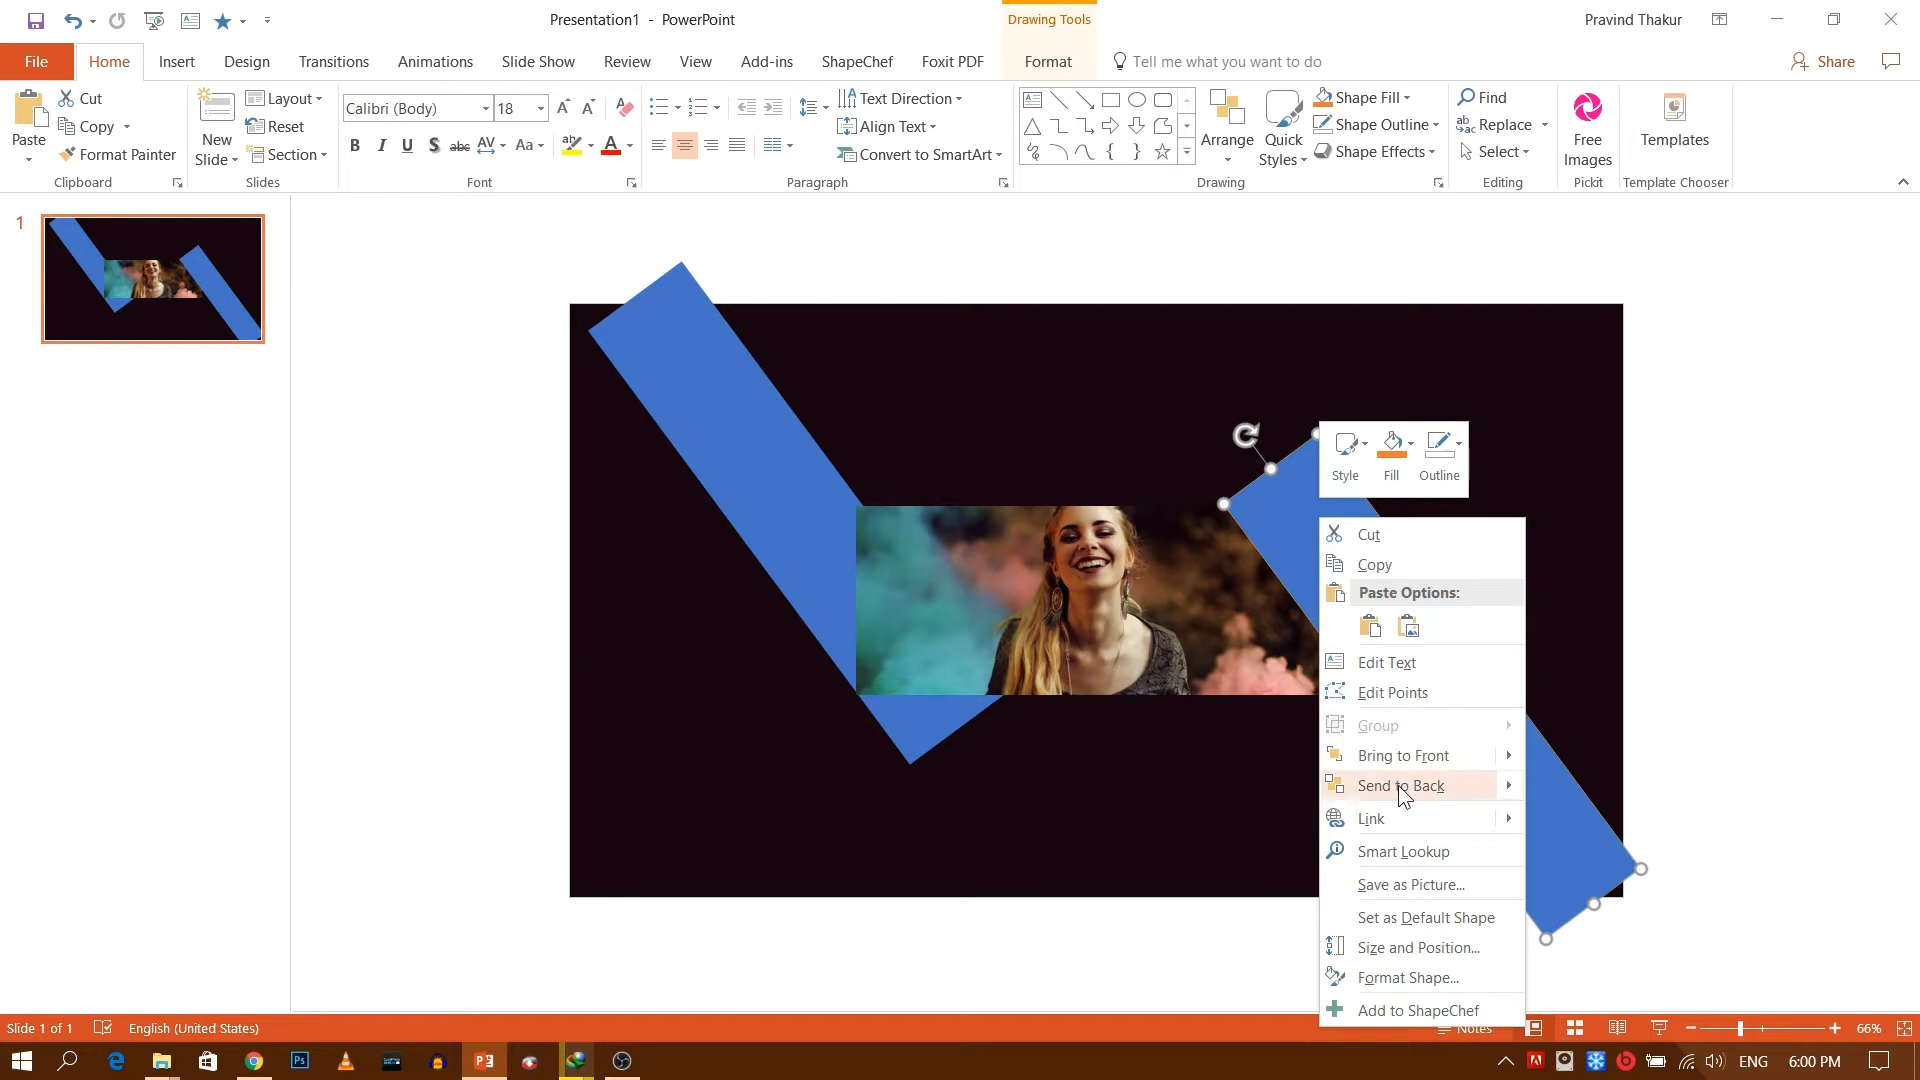 Presentation1 - PowerPoint
Drawing Tools
Pravind Thakur
File
Home
Insert
Design
Transitions
Animations
Slide Show
Review
View
Add-ins
ShapeChef
Foxit PDF
Format
Tell me what you want to do
Share
Paste
Cut
Copy
Format Painter
Clipboard
New
Slide
Layout
Reset
Section
Slides
Calibri (Body)
18
B I U S abc AV Aa A
Font
Text Direction
Align Text
Convert to SmartArt
Paragraph
Arrange
Quick
Styles
Shape Fill
Shape Outline
Shape Effects
Drawing
Find
Replace
Select
Editing
Free
Images
Pickit
Templates
Template Chooser
1
Style
Fill
Outline
Cut
Copy
Paste Options:
Edit Text
Edit Points
Group
Bring to Front
Send to Back
Link
Smart Lookup
Save as Picture...
Set as Default Shape
Size and Position...
Format Shape...
Add to ShapeChef
Slide 1 of 1
English (United States)
Notes
66%
ENG
6:00 PM